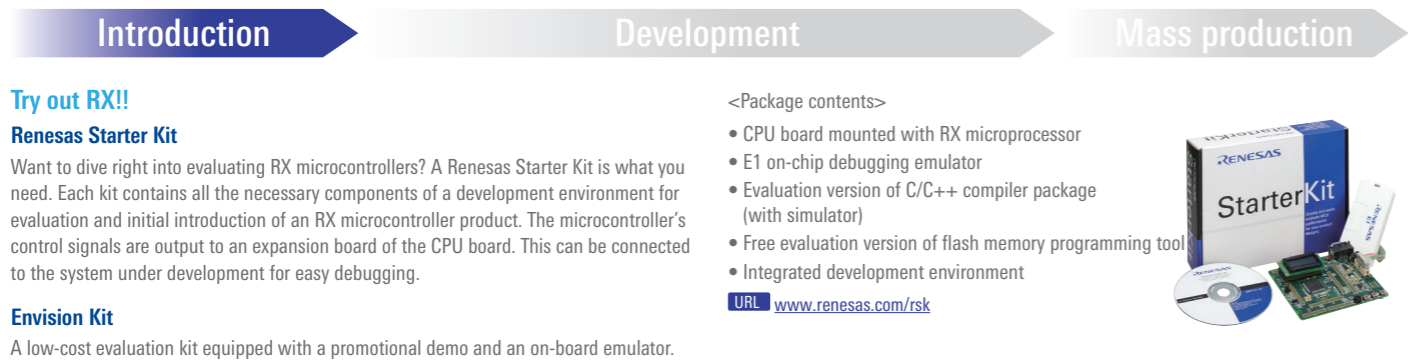 Introduction
Development
Mass production
Try out RX!!
Renesas Starter Kit
Want to dive right into evaluating RX microcontrollers? A Renesas Starter Kit is what you
need. Each kit contains all the necessary components of a development environment for
evaluation and initial introduction of an RX microcontroller product. The microcontroller's
control signals are output to an expansion board of the CPU board. This can be connected
to the system under development for easy debugging.
Envision Kit
A low-cost evaluation kit equipped with a promotional demo and an on-board emulator.
<Package contents>
• CPU board mounted with RX microprocessor
• E1 on-chip debugging emulator
• Evaluation version of C/C++ compiler package
(with simulator)
• Free evaluation version of flash memory programming tool
• Integrated development environment
URL www.renesas.com/rsk
StarterKit
RENESAS
StarterKit
RENESAS
E1
RENESAS